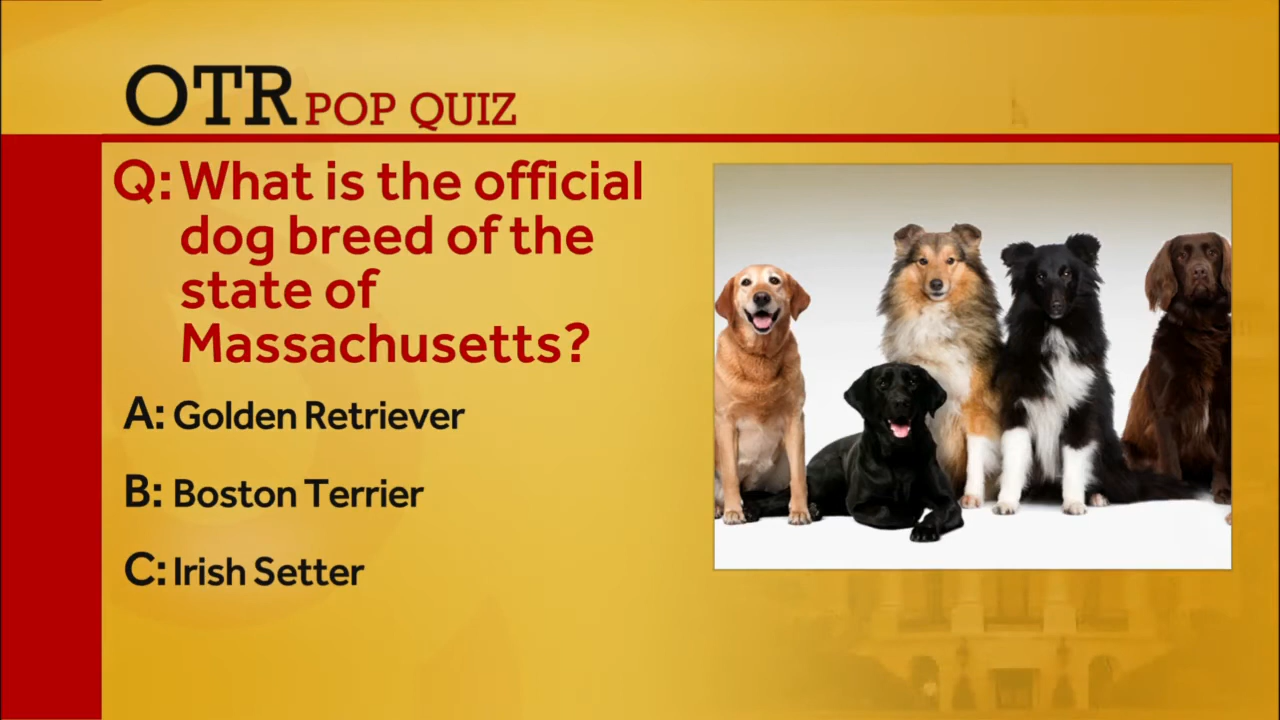 OTR POP QUIZ
Q: What is the official
dog breed of the
state of
Massachusetts?
A: Golden Retriever
B: Boston Terrier
C: Irish Setter